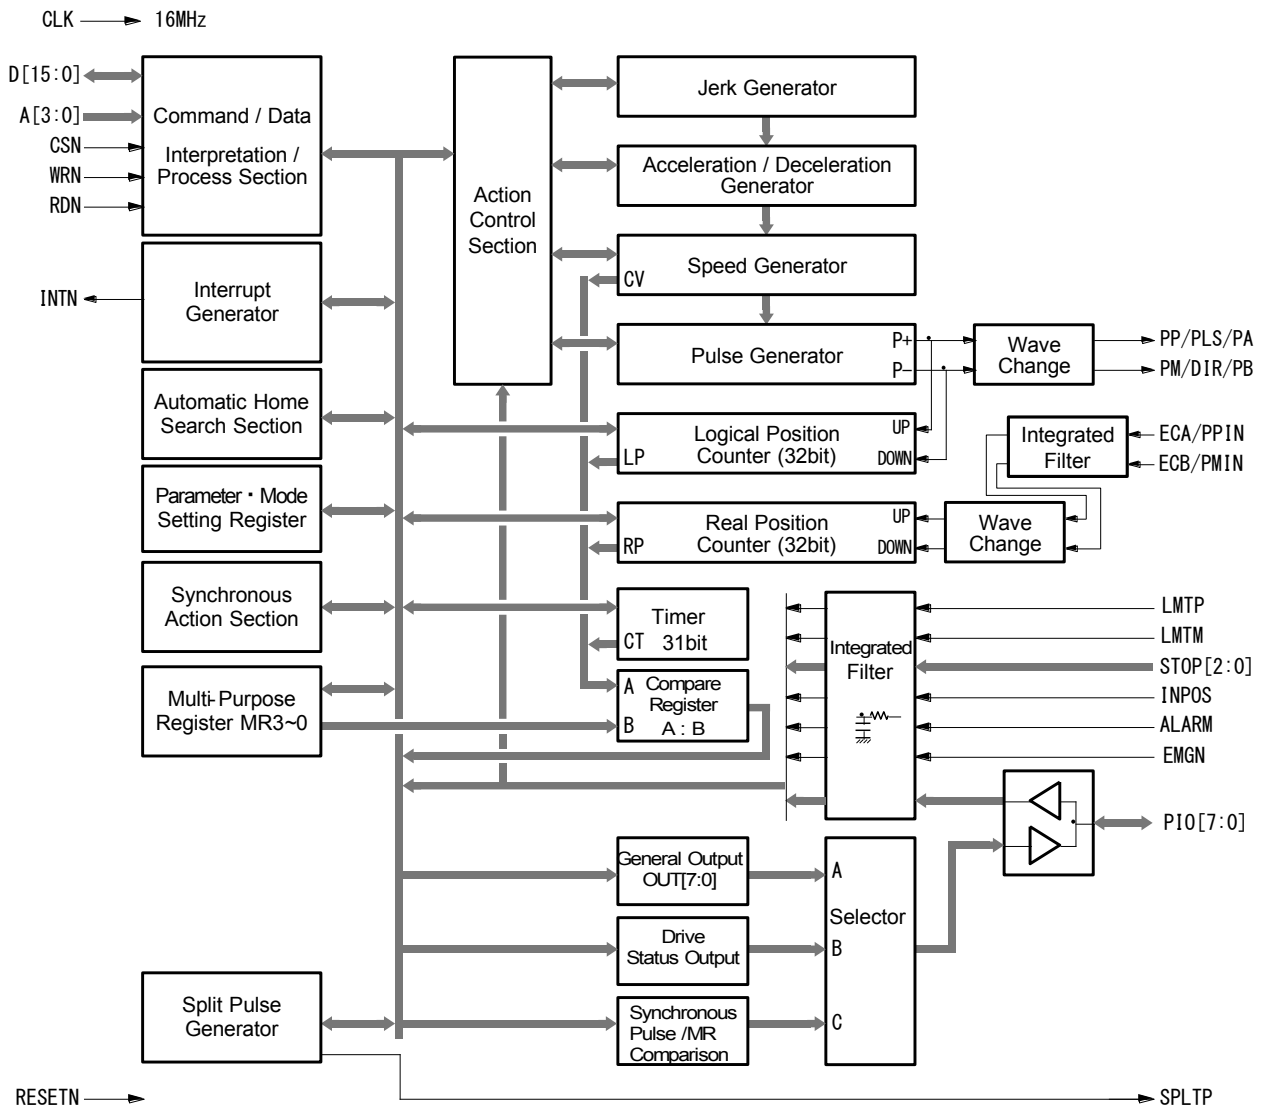 CLK 16MHz
D[15:0]
A[3:0]
CSN
WRN
RDN
Command / Data
Interpretation /
Process Section
Action
Control
Section
Jerk Generator
Acceleration / Deceleration
Generator
Speed Generator
CV
Pulse Generator
P+
P-
Wave
Change
PP/PLS/PA
PM/DIR/PB
INTN
Interrupt
Generator
Automatic Home
Search Section
Logical Position
Counter (32bit)
UP
DOWN
LP
Integrated
Filter
ECA/PPIN
ECB/PMIN
Parameter・Mode
Setting Register
Real Position
Counter (32bit)
UP
DOWN
RP
Wave
Change
Synchronous
Action Section
Timer
31bit
CT
Multi-Purpose
Register MR3~0
A
B
Compare
Register
A : B
Integrated
Filter
LMTP
LMTM
STOP[2:0]
INPOS
ALARM
EMGN
PIO[7:0]
General Output
OUT[7:0]
Drive
Status Output
Synchronous
Pulse /MR
Comparison
A
Selector
B
C
Split Pulse
Generator
RESETN
SPLTP